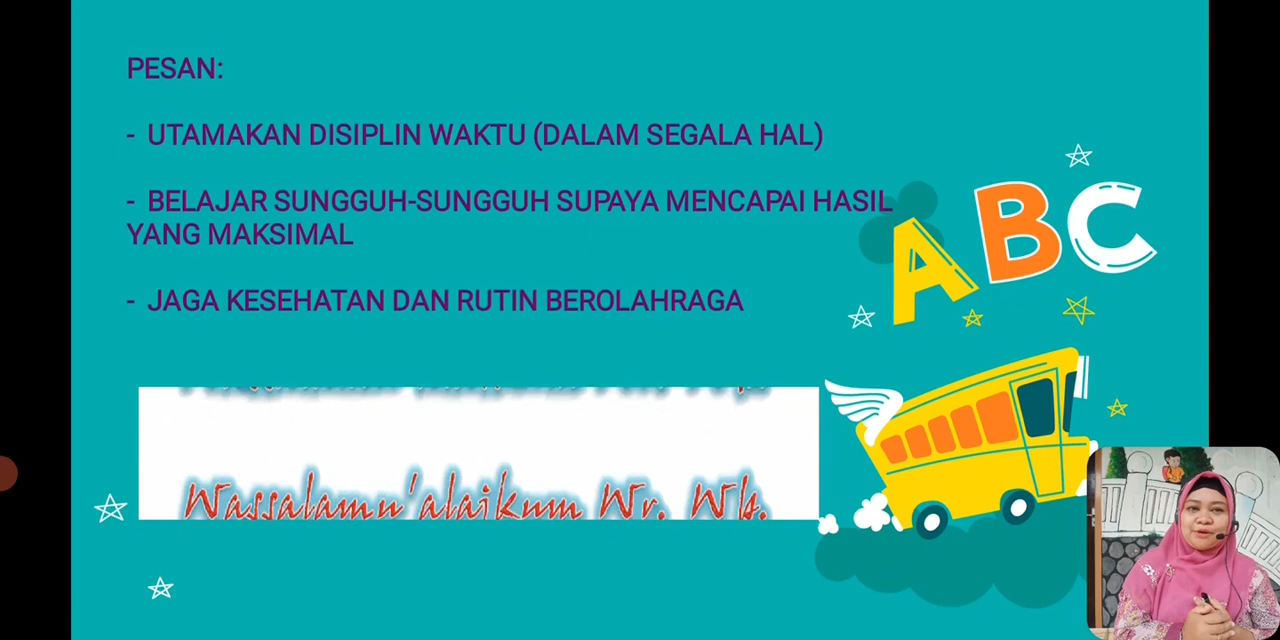 PESAN:
- UTAMAKAN DISIPLIN WAKTU (DALAM SEGALA HAL)
- BELAJAR SUNGGUH-SUNGGUH SUPAYA MENCAPAI HASIL
YANG MAKSIMAL
- JAGA KESEHATAN DAN RUTIN BEROLAHRAGA
ABC
Wassalamu'alaikum Wr. Wb.